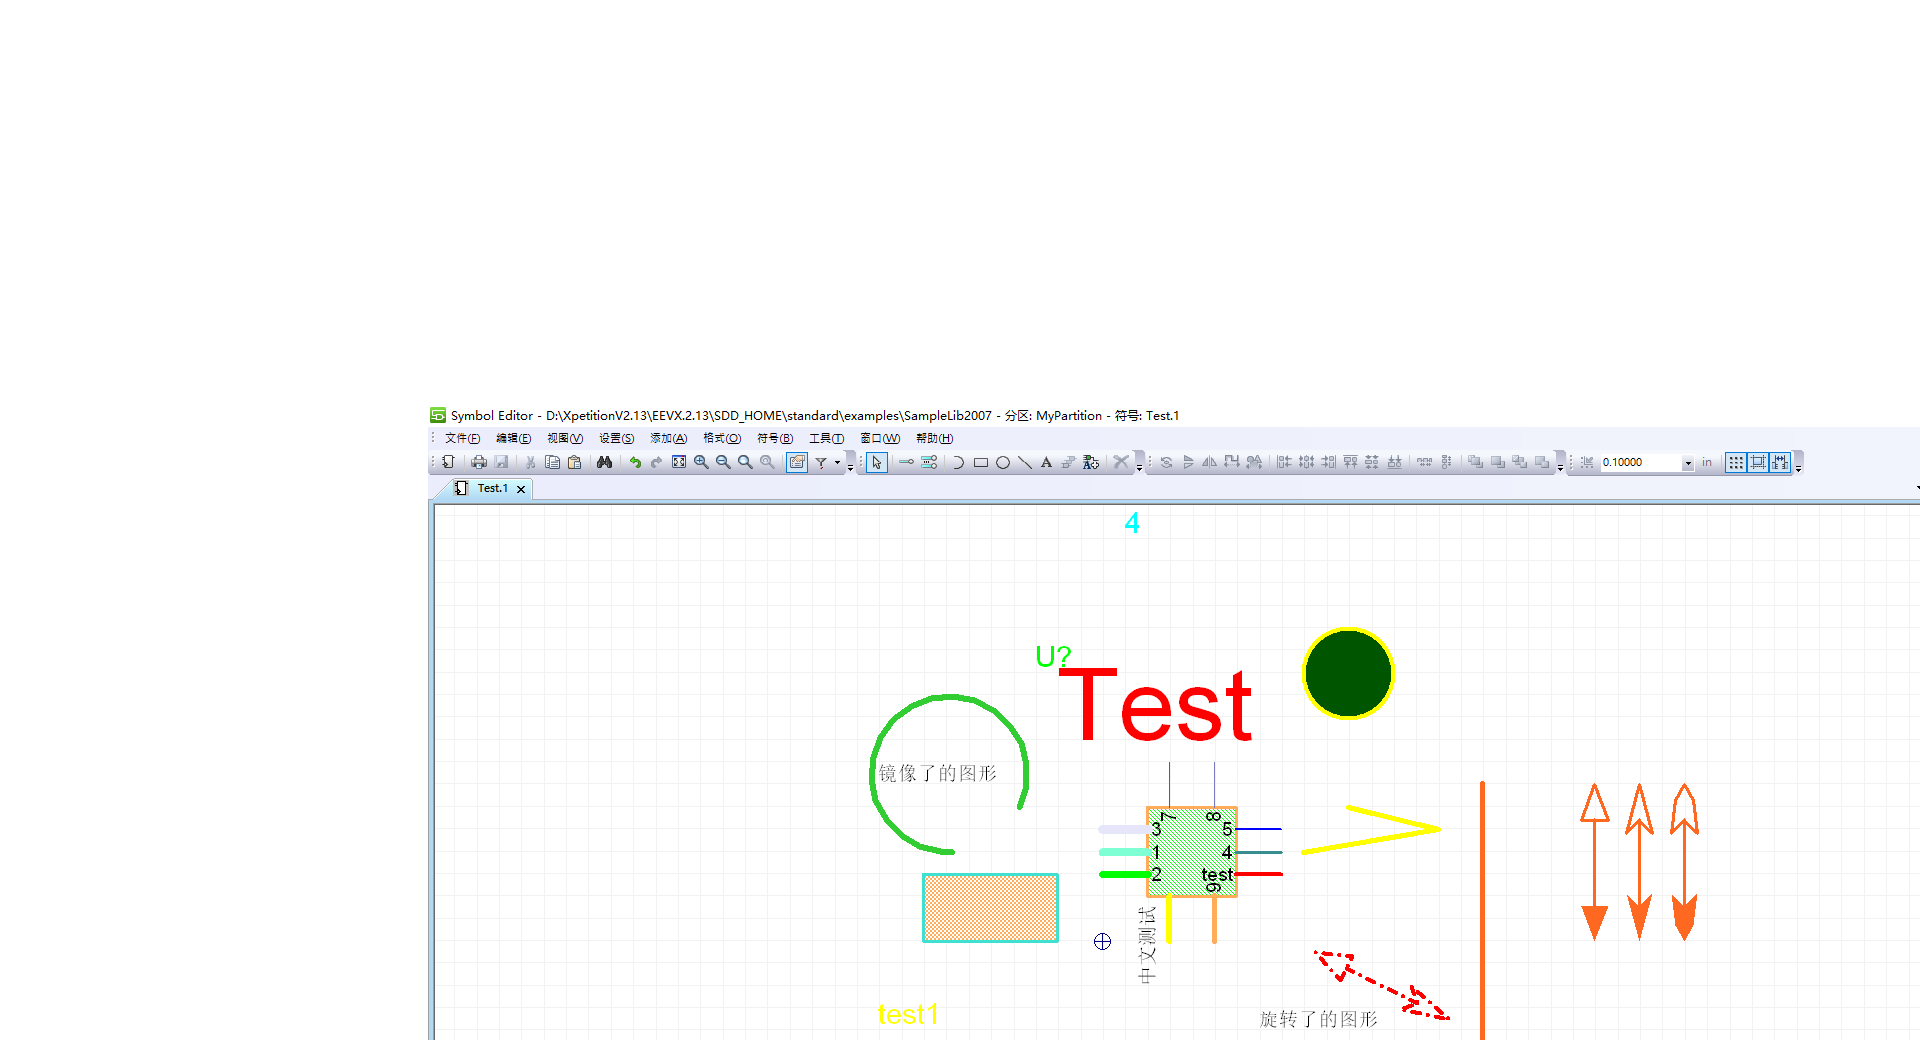 Symbol Editor - D:\XpetitionV2.13\EEVX.2.13\SDD_HOME\standard\examples\SampleLib2007 - 分区: MyPartition - 符号: Test.1
文件(F) 编辑(E) 视图(V) 设置(S) 添加(A) 格式(O) 符号(B) 工具(T) 窗口(W) 帮助(H)
A 0.10000 in
Test.1
4
U?
Test
镜像了的图形
7 8
3 5
1 4
2 test
9
中文测试
test1
旋转了的图形